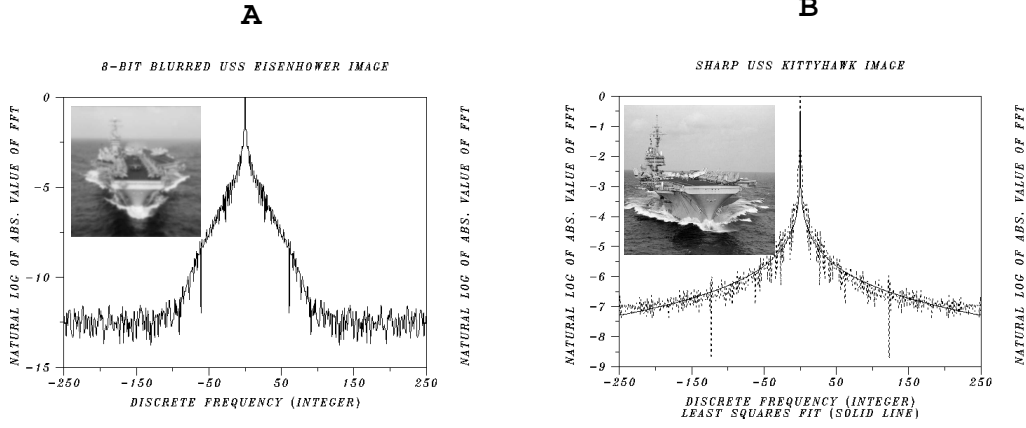 A
B
8-BIT BLURRED USS EISENHOWER IMAGE
SHARP USS KITTYHAWK IMAGE
NATURAL LOG OF ABS. VALUE OF FFT
0
-5
-10
-15
-250
-150
-50
50
150
250
DISCRETE FREQUENCY (INTEGER)
NATURAL LOG OF ABS. VALUE OF FFT
NATURAL LOG OF ABS. VALUE OF FFT
0
-1
-2
-3
-4
-5
-6
-7
-8
-9
-250
-150
-50
50
150
250
DISCRETE FREQUENCY (INTEGER)
LEAST SQUARES FIT (SOLID LINE)
NATURAL LOG OF ABS. VALUE OF FFT